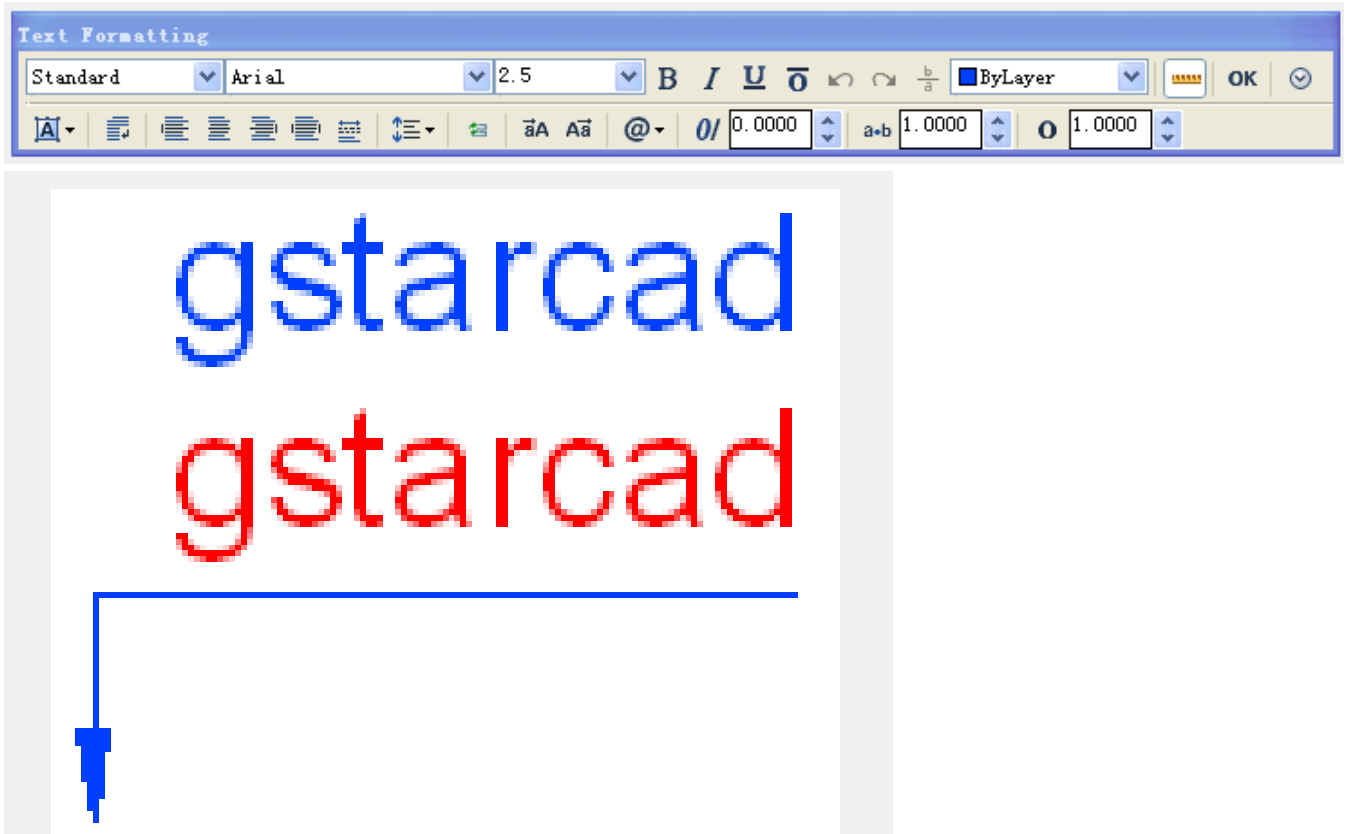 Text Formatting
Standard Arial 2.5 B I U O b/a ByLayer OK
A aA Aa @ 0/ 0.0000 a•b 1.0000 O 1.0000
gstarcad
gstarcad